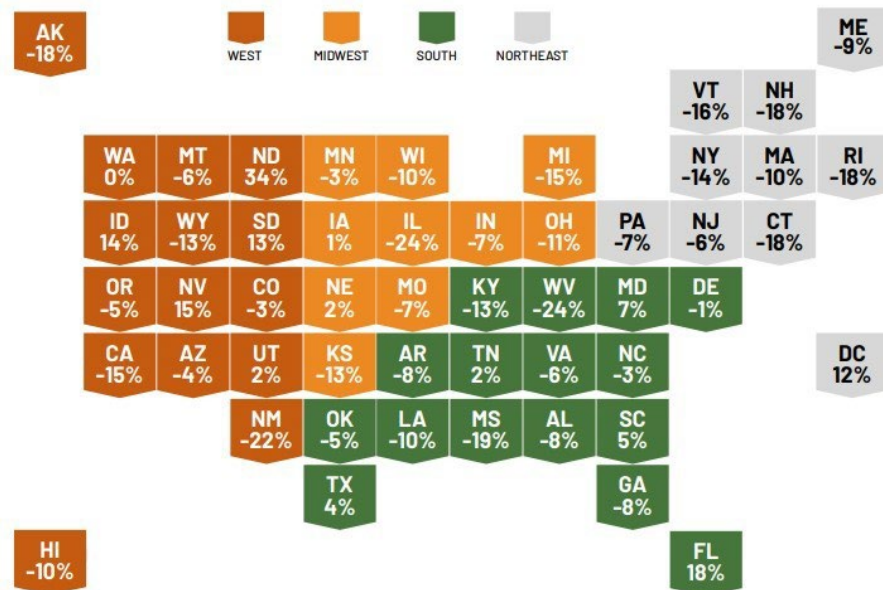 AK
-18%
WEST
MIDWEST
SOUTH
NORTHEAST
ME
-9%
VT
-16%
NH
-18%
WA
0%
MT
-6%
ND
34%
MN
-3%
WI
-10%
MI
-15%
NY
-14%
MA
-10%
RI
-18%
ID
14%
WY
-13%
SD
13%
IA
1%
IL
-24%
IN
-7%
OH
-11%
PA
-7%
NJ
-6%
CT
-18%
OR
-5%
NV
15%
CO
-3%
NE
2%
MO
-7%
KY
-13%
WV
-24%
MD
7%
DE
-1%
CA
-15%
AZ
-4%
UT
2%
KS
-13%
AR
-8%
TN
2%
VA
-6%
NC
-3%
DC
12%
NM
-22%
OK
-5%
LA
-10%
MS
-19%
AL
-8%
SC
5%
TX
4%
GA
-8%
HI
-10%
FL
18%